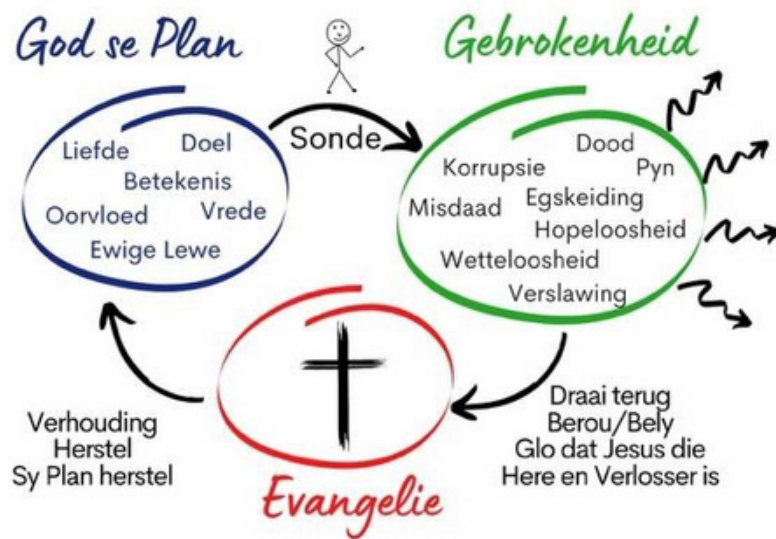 God se Plan
Gebrokenheid
Sonde
Liefde
Doel
Betekenis
Oorvloed
Vrede
Ewige Lewe
Dood
Korrupsie
Pyn
Misdaad
Egskeiding
Hopeloosheid
Wetteloosheid
Verslawing
Draai terug
Berou/Bely
Glo dat Jesus die
Here en Verlosser is
Evangelie
Verhouding
Herstel
Sy Plan herstel